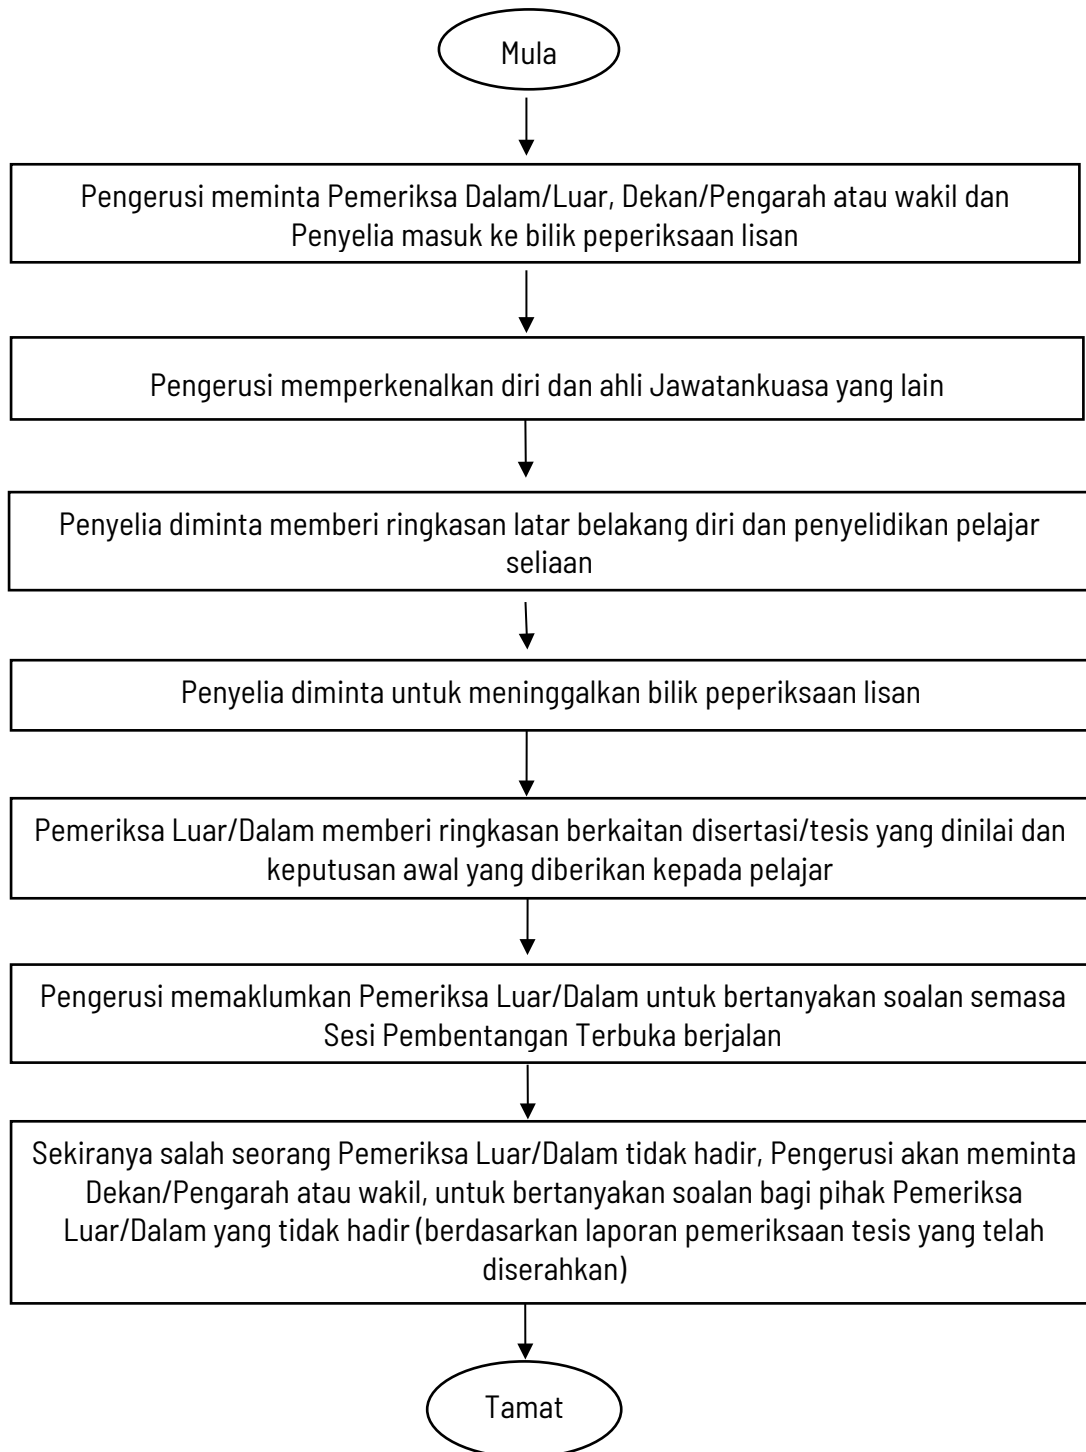 Mula
Pengerusi meminta Pemeriksa Dalam/Luar, Dekan/Pengarah atau wakil dan
Penyelia masuk ke bilik peperiksaan lisan
Pengerusi memperkenalkan diri dan ahli Jawatankuasa yang lain
Penyelia diminta memberi ringkasan latar belakang diri dan penyelidikan pelajar
seliaan
Penyelia diminta untuk meninggalkan bilik peperiksaan lisan
Pemeriksa Luar/Dalam memberi ringkasan berkaitan disertasi/tesis yang dinilai dan
keputusan awal yang diberikan kepada pelajar
Pengerusi memaklumkan Pemeriksa Luar/Dalam untuk bertanyakan soalan semasa
Sesi Pembentangan Terbuka berjalan
Sekiranya salah seorang Pemeriksa Luar/Dalam tidak hadir, Pengerusi akan meminta
Dekan/Pengarah atau wakil, untuk bertanyakan soalan bagi pihak Pemeriksa
Luar/Dalam yang tidak hadir (berdasarkan laporan pemeriksaan tesis yang telah
diserahkan)
Tamat